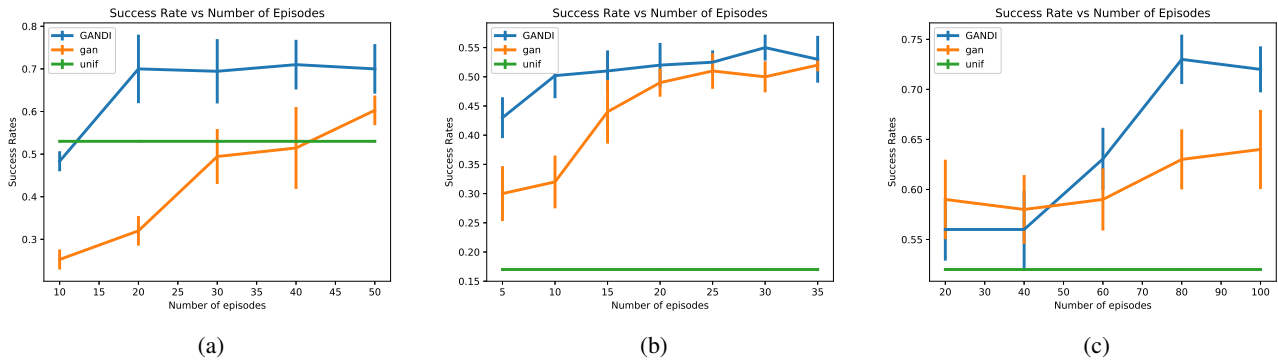 Success Rate vs Number of Episodes
GANDI
gan
unif
0.8
0.7
0.6
0.5
0.4
0.3
Success Rates
10 15 20 25 30 35 40 45 50
Number of episodes
(a)
Success Rate vs Number of Episodes
GANDI
gan
unif
0.55
0.50
0.45
0.40
0.35
0.30
0.25
0.20
0.15
Success Rates
5 10 15 20 25 30 35
Number of episodes
(b)
Success Rate vs Number of Episodes
GANDI
gan
unif
0.75
0.70
0.65
0.60
0.55
Success Rates
20 30 40 50 60 70 80 90 100
Number of episodes
(c)